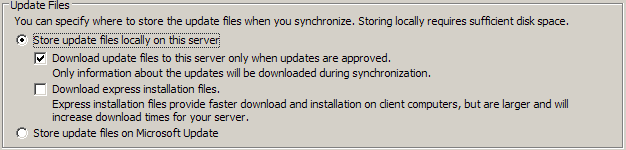 Update Files
You can specify where to store the update files when you synchronize. Storing locally requires sufficient disk space.
Store update files locally on this server
Download update files to this server only when updates are approved.
Only information about the updates will be downloaded during synchronization.
Download express installation files.
Express installation files provide faster download and installation on client computers, but are larger and will
increase download times for your server.
Store update files on Microsoft Update